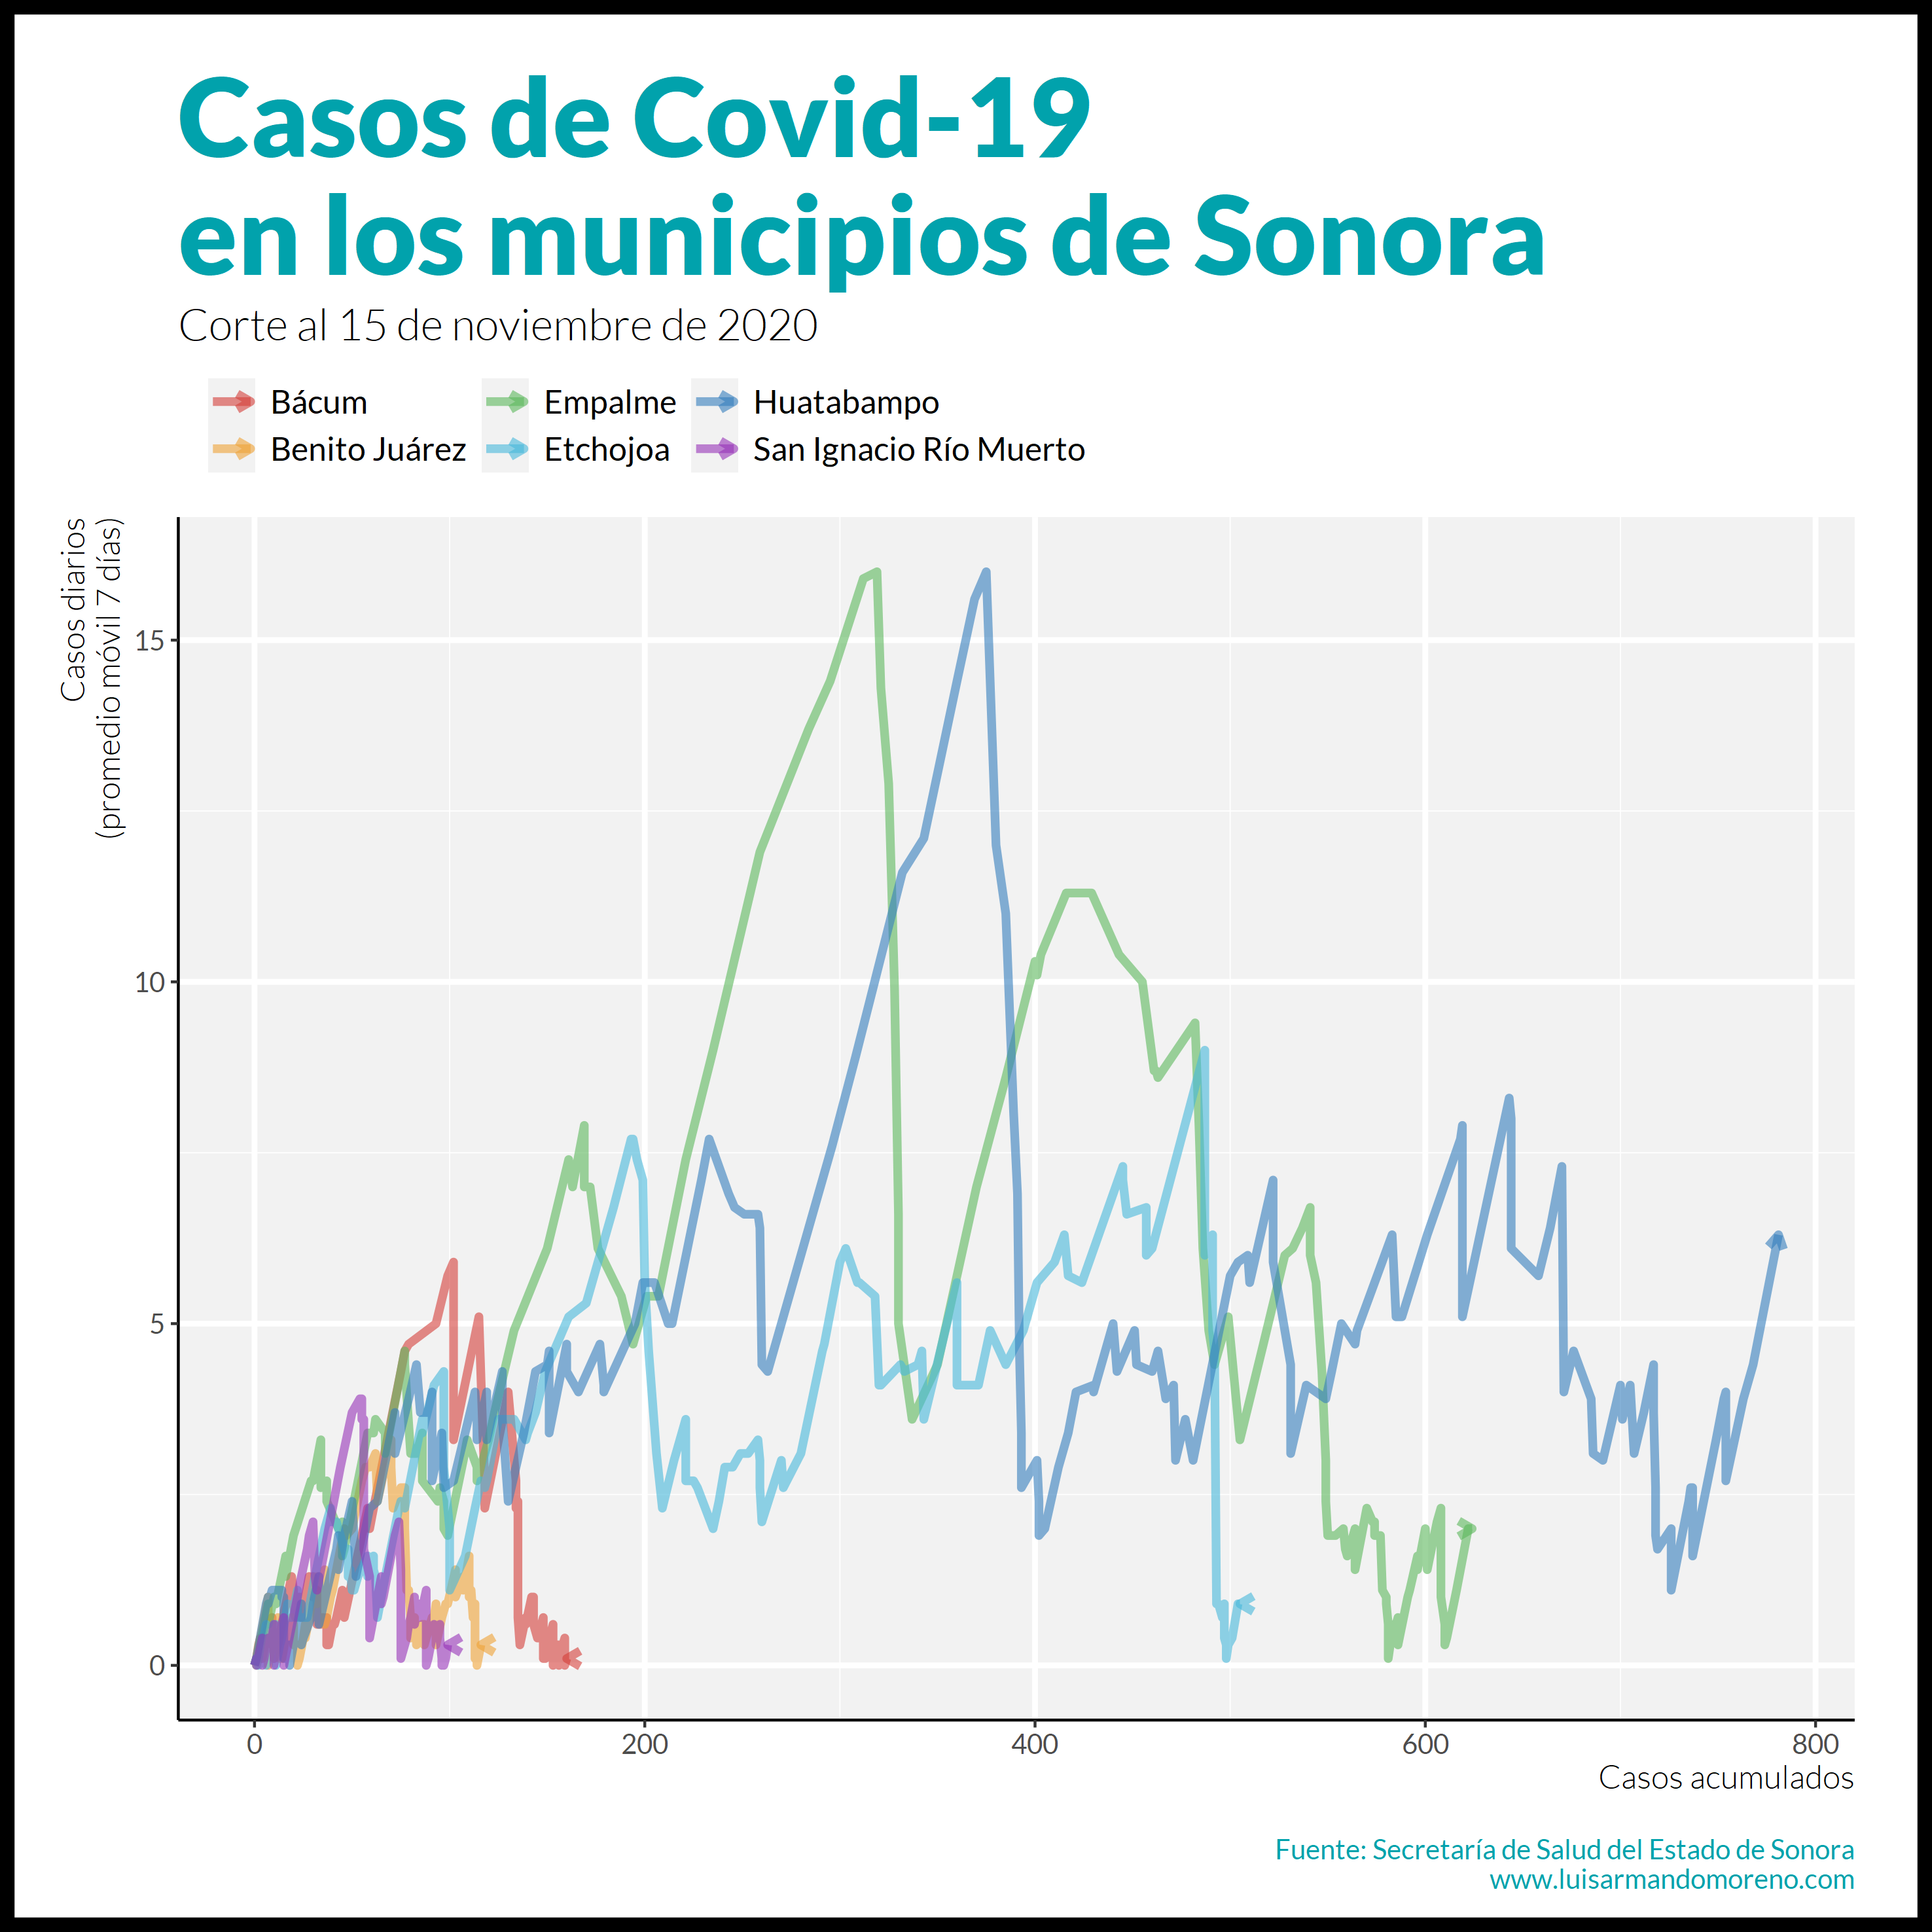 Casos de Covid-19
en los municipios de Sonora
Corte al 15 de noviembre de 2020
Bácum
Empalme
Huatabampo
Benito Juárez
Etchojoa
San Ignacio Río Muerto
Casos diarios
(promedio móvil 7 días)
15
10
5
0
0
200
400
600
800
Casos acumulados
Fuente: Secretaría de Salud del Estado de Sonora
www.luisarmandomoreno.com